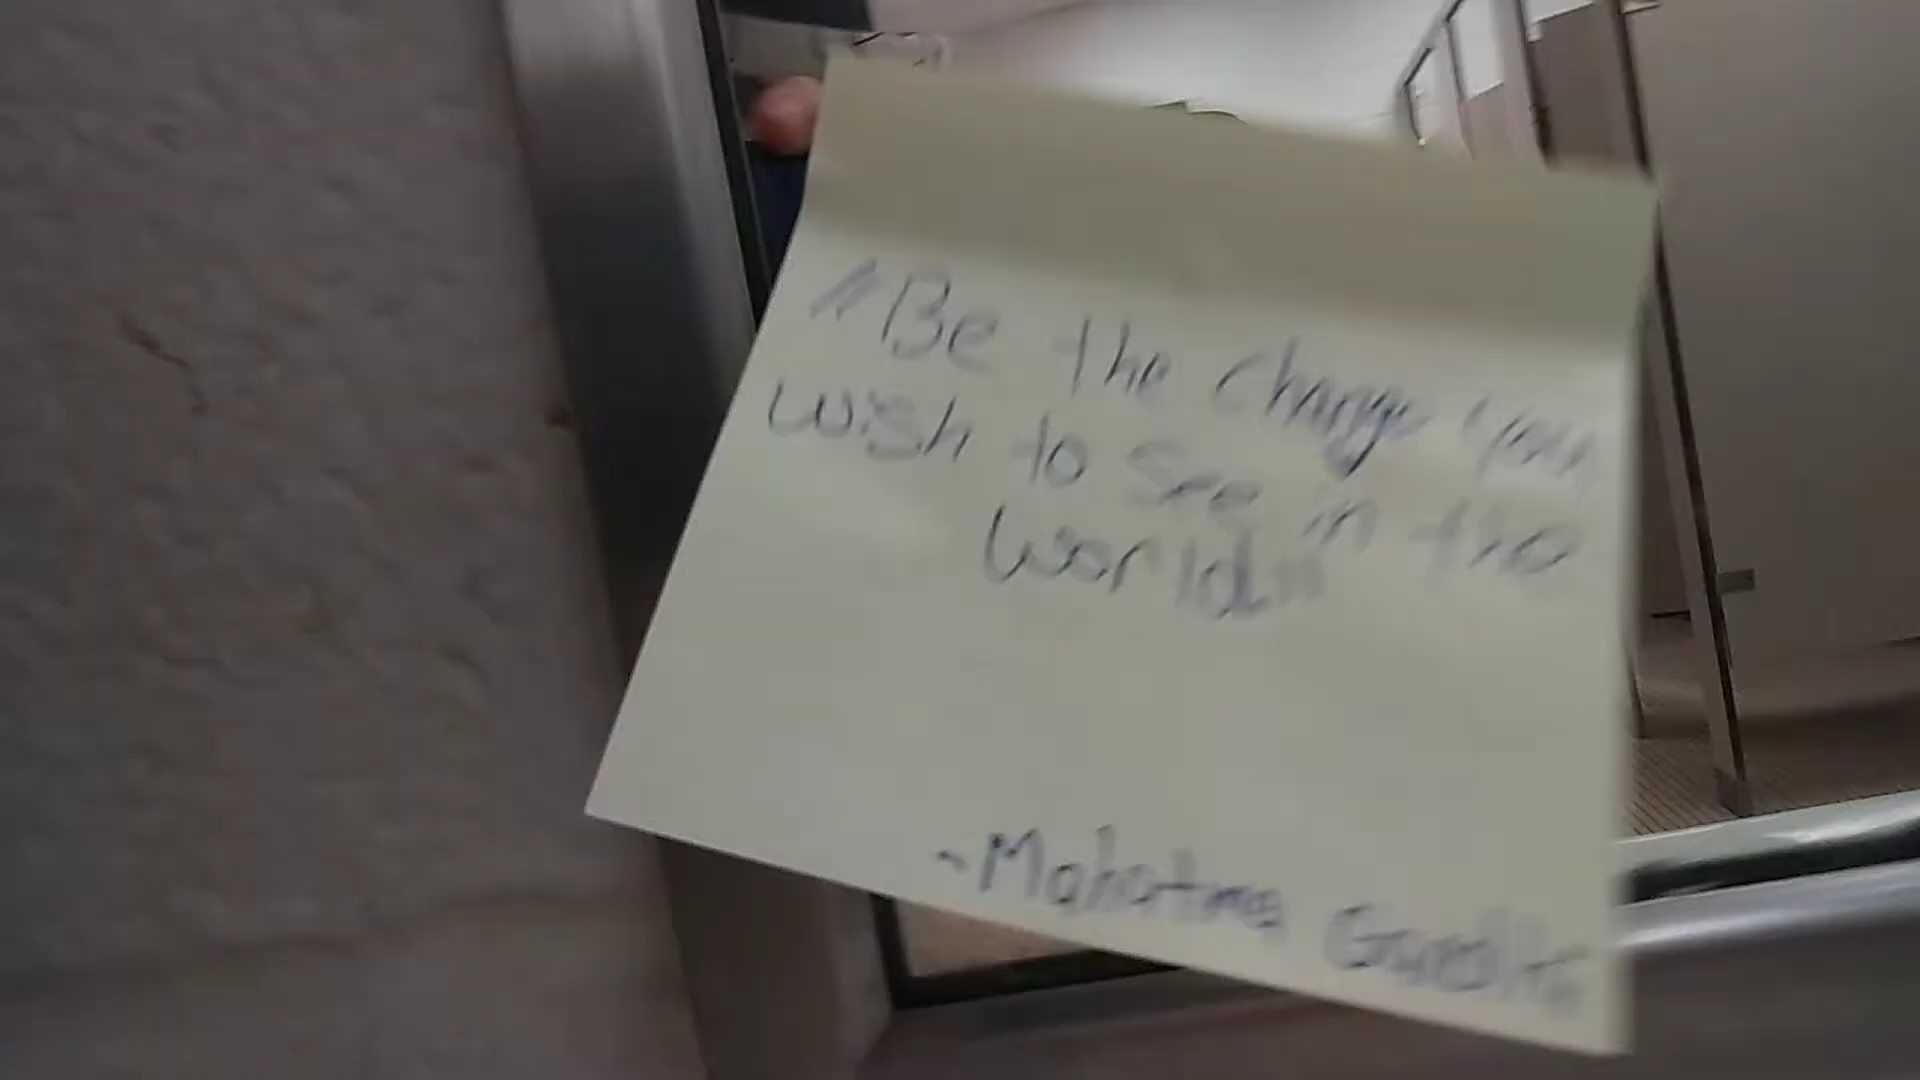 "Be the change you
wish to see in the
world"
-Mahatma Gandhi